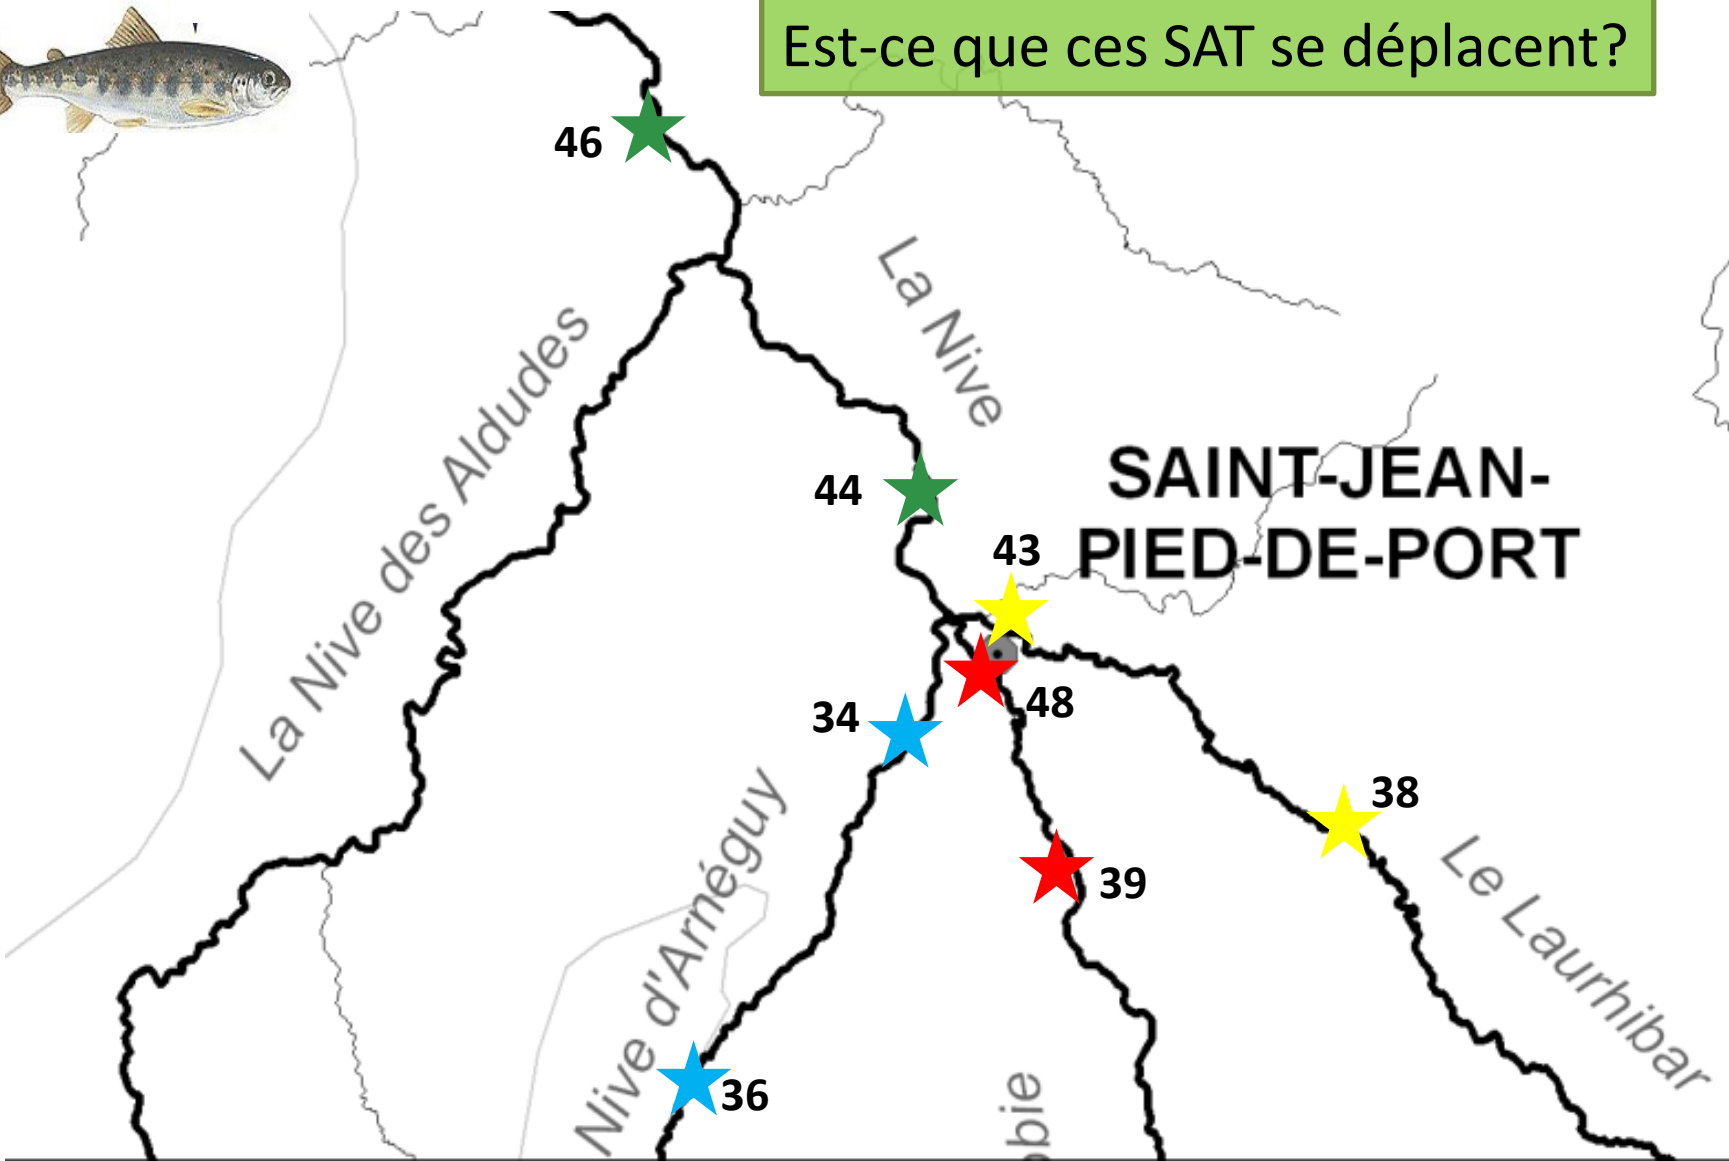 Est-ce que ces SAT se déplacent?
46
La Nive
La Nive des Aldudes
44
SAINT-JEAN-
PIED-DE-PORT
43
48
34
38
39
Le Laurhibar
Nive d'Arnéguy
36